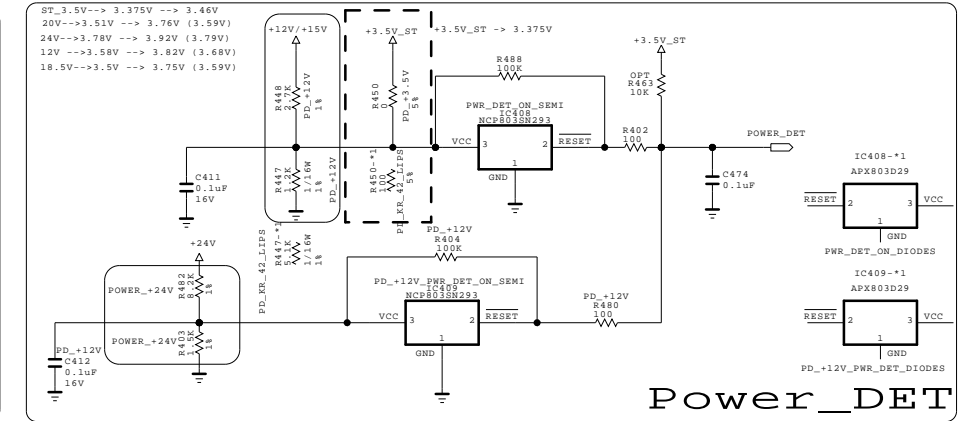 ST_3.5V--> 3.375V --> 3.46V
20V-->3.51V --> 3.76V (3.59V)
24V-->3.78V --> 3.92V (3.79V)
12V -->3.58V --> 3.82V (3.68V)
18.5V-->3.5V --> 3.75V (3.59V)
+12V/+15V
+3.5V_ST
+3.5V_ST -> 3.375V
+3.5V_ST
R448
2.7K
PD_+12V
1%
R450
0
PD_+3.5V
5%
R488
100K
OPT
R463
10K
PWR_DET_ON_SEMI
IC408
NCP803SN293
VCC
3
2
RESET
1
GND
R402
100
POWER_DET
C411
0.1uF
16V
R447
1.2K
1/16W
1%
PD_+12V
R450-*1
100
PD_KR_42_LIPS
5%
C474
0.1uF
IC408-*1
APX803D29
RESET
2
3
VCC
1
GND
PWR_DET_ON_DIODES
PD_KR_42_LIPS
R447-*1
5.1K
1/16W
1%
+24V
POWER_+24V
R482
8.2K
1%
POWER_+24V
R403
1.5K
1%
PD_+12V
R404
100K
PD_+12V_PWR_DET_ON_SEMI
IC409
NCP803SN293
VCC
3
2
RESET
1
GND
PD_+12V
R480
100
PD_+12V
C412
0.1uF
16V
IC409-*1
APX803D29
RESET
2
3
VCC
1
GND
PD_+12V_PWR_DET_DIODES
Power_DET